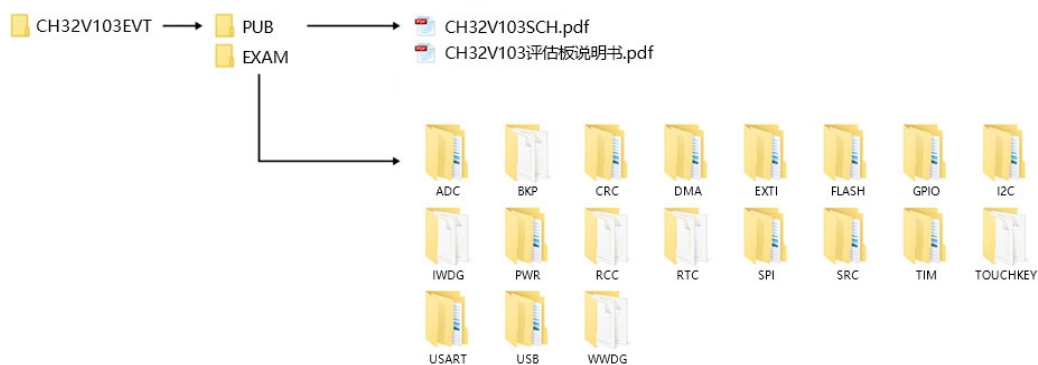 CH32V103EVT
PUB
CH32V103SCH.pdf
EXAM
CH32V103评估板说明书.pdf
ADC BKP CRC DMA EXTI FLASH GPIO I2C
IWDG PWR RCC RTC SPI SRC TIM TOUCHKEY
USART USB WWDG